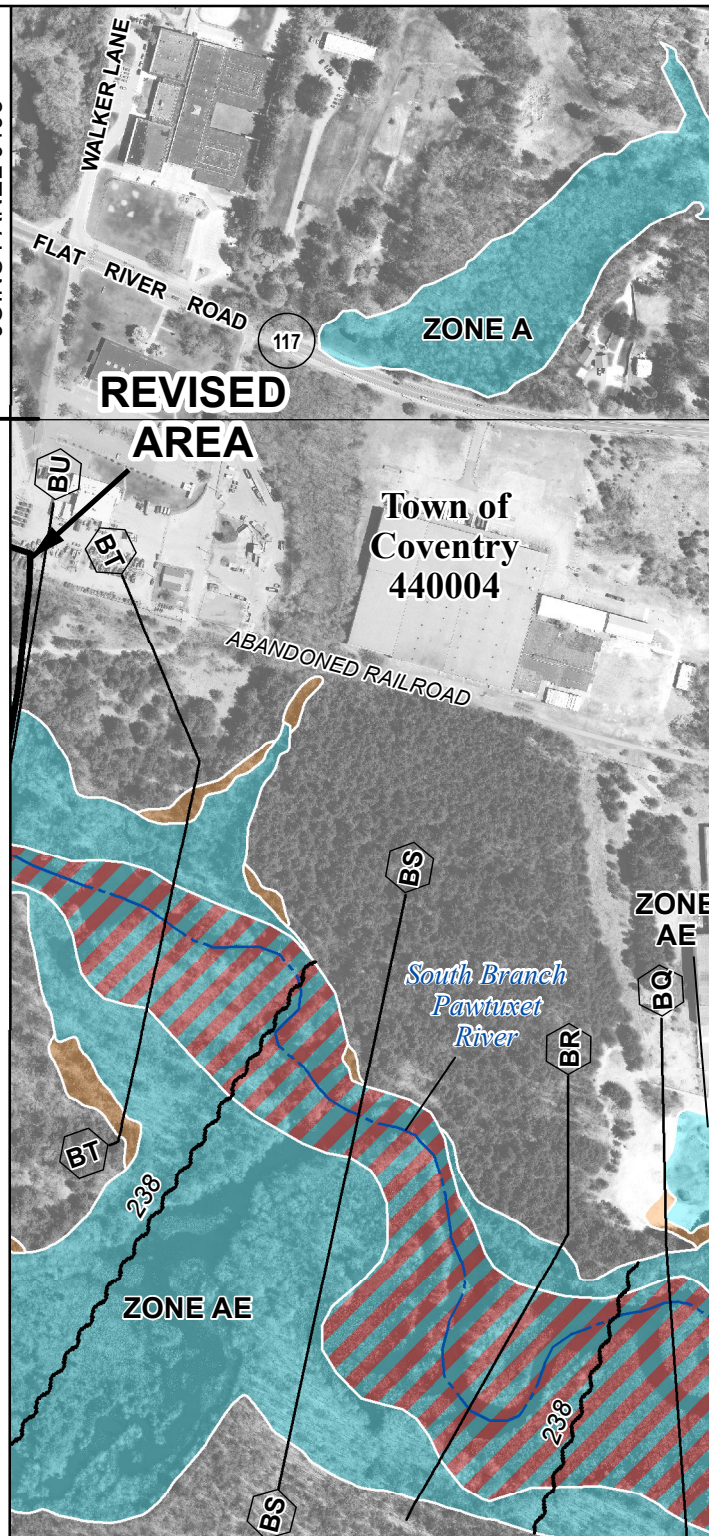 WALKER LANE
FLAT RIVER ROAD
117
ZONE A
REVISED
AREA
BU
BT
Town of
Coventry
440004
ABANDONED RAILROAD
BS
ZONE
AE
South Branch
Pawtuxet
River
BQ
BR
BT
238
ZONE AE
238
BS